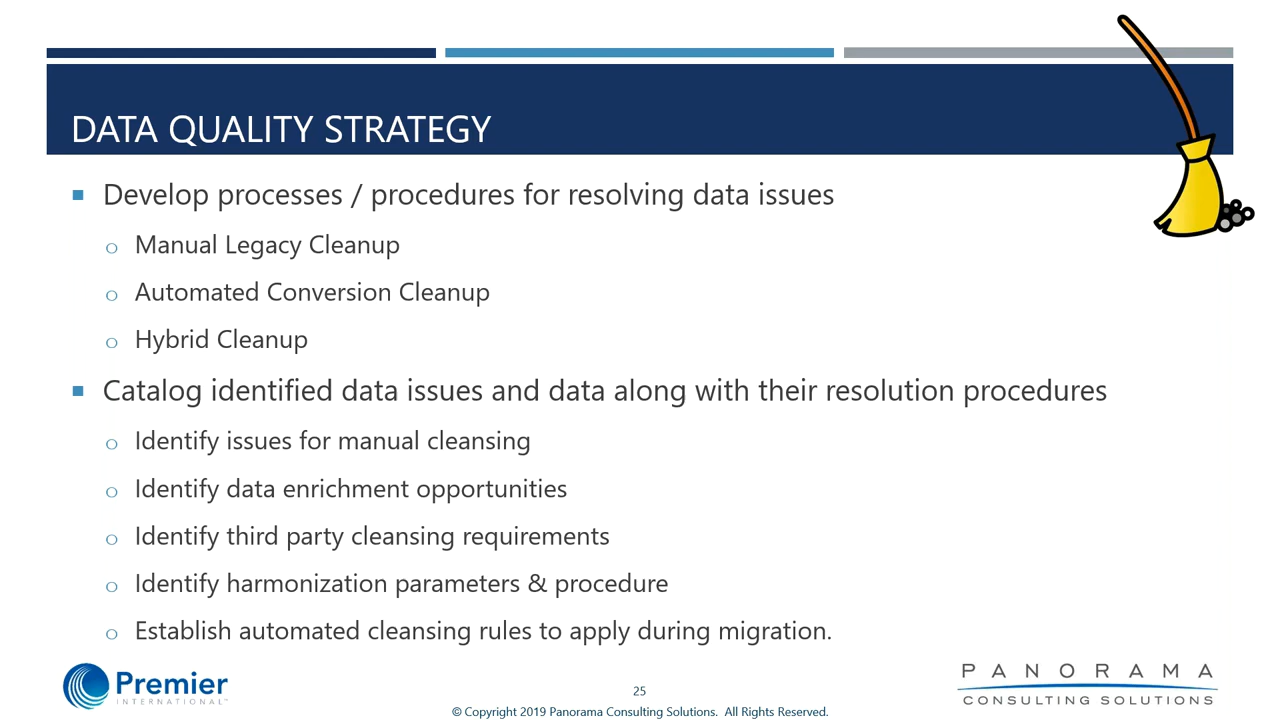 DATA QUALITY STRATEGY
Develop processes / procedures for resolving data issues
Manual Legacy Cleanup
Automated Conversion Cleanup
Hybrid Cleanup
Catalog identified data issues and data along with their resolution procedures
Identify issues for manual cleansing
Identify data enrichment opportunities
Identify third party cleansing requirements
Identify harmonization parameters & procedure
Establish automated cleansing rules to apply during migration.
Premier
INTERNATIONAL™
25
© Copyright 2019 Panorama Consulting Solutions. All Rights Reserved.
PANORAMA
CONSULTING SOLUTIONS